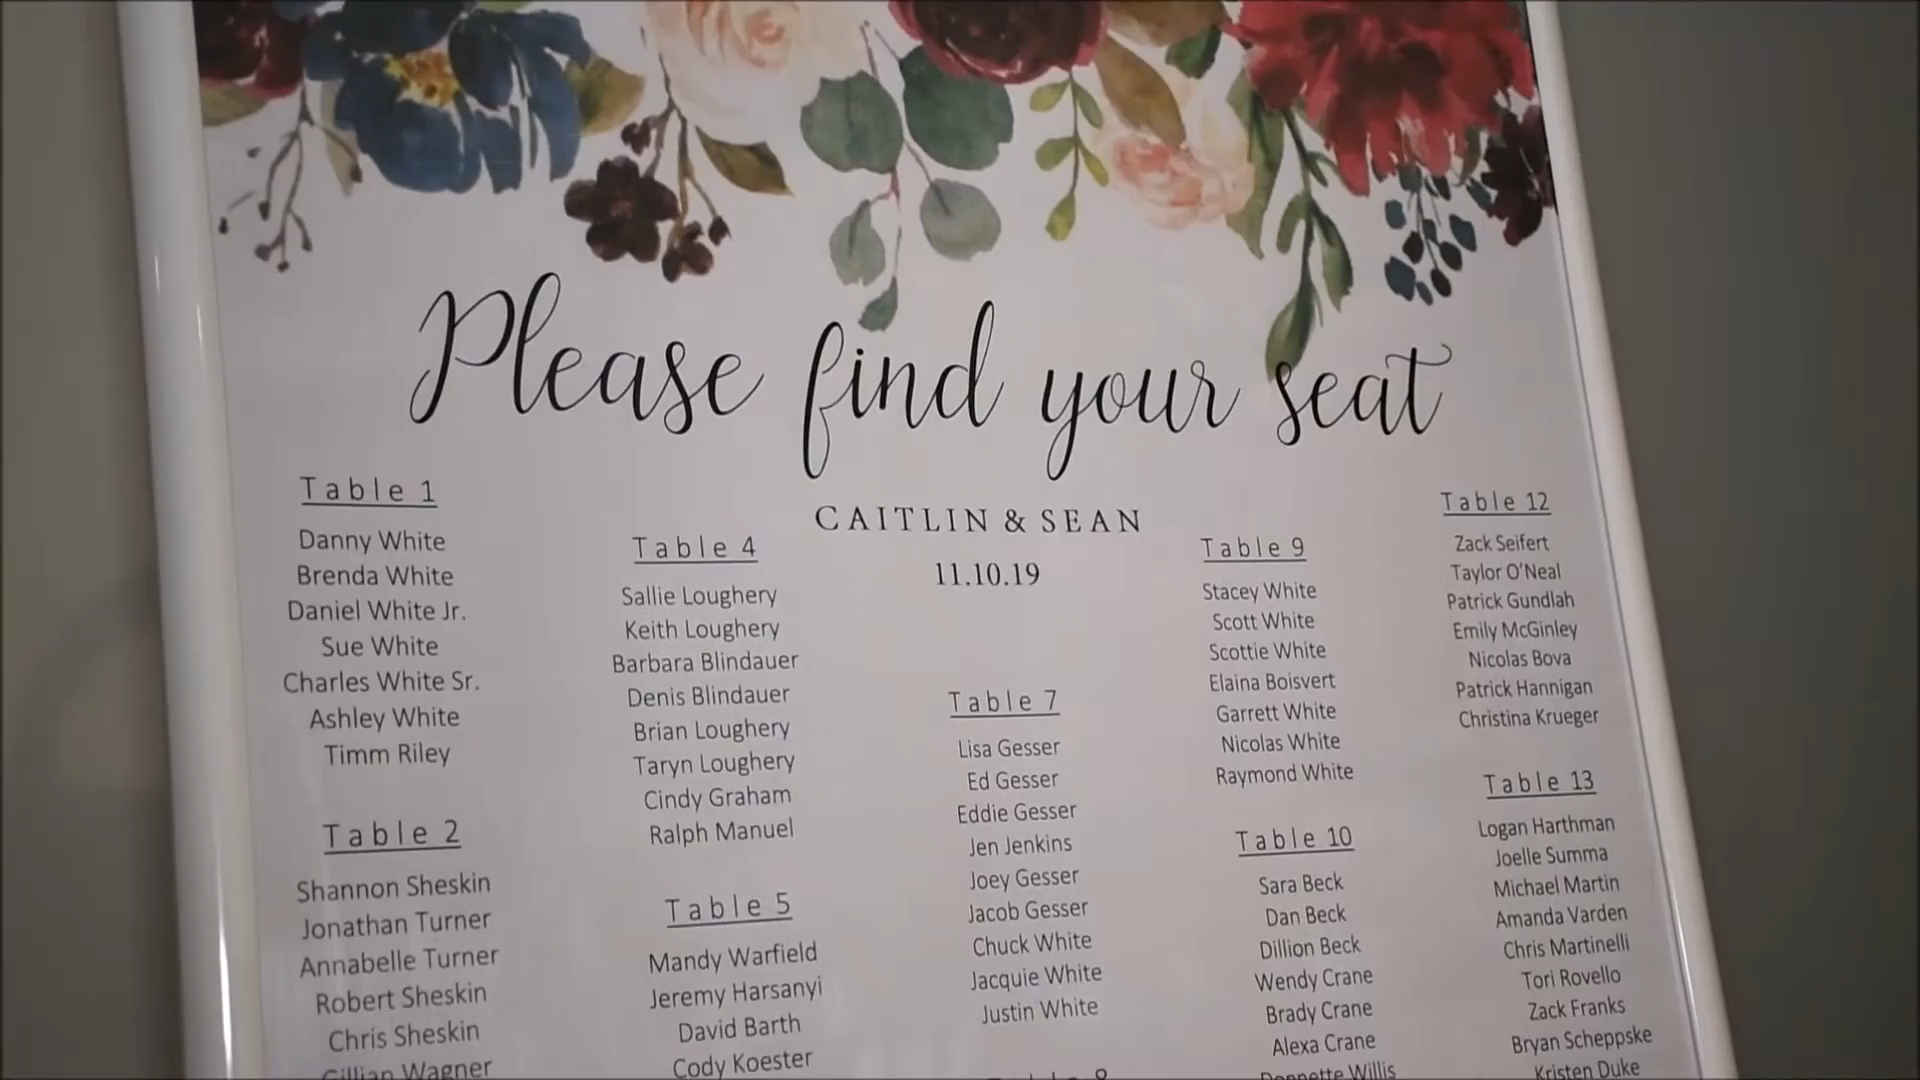 Please find your seat
CAITLIN & SEAN
11.10.19
Table 1
Danny White
Brenda White
Daniel White Jr.
Sue White
Charles White Sr.
Ashley White
Timm Riley
Table 2
Shannon Sheskin
Jonathan Turner
Annabelle Turner
Robert Sheskin
Chris Sheskin
Gillian Wagner
Table 4
Sallie Loughery
Keith Loughery
Barbara Blindauer
Denis Blindauer
Brian Loughery
Taryn Loughery
Cindy Graham
Ralph Manuel
Table 5
Mandy Warfield
Jeremy Harsanyi
David Barth
Cody Koester
Table 7
Lisa Gesser
Ed Gesser
Eddie Gesser
Jen Jenkins
Joey Gesser
Jacob Gesser
Chuck White
Jacquie White
Justin White
Table 9
Stacey White
Scott White
Scottie White
Elaina Boisvert
Garrett White
Nicolas White
Raymond White
Table 10
Sara Beck
Dan Beck
Dillion Beck
Wendy Crane
Brady Crane
Alexa Crane
Willis
Table 12
Zack Seifert
Taylor O'Neal
Patrick Gundlah
Emily McGinley
Nicolas Bova
Patrick Hannigan
Christina Krueger
Table 13
Logan Harthman
Joelle Summa
Michael Martin
Amanda Varden
Chris Martinelli
Tori Rovello
Zack Franks
Bryan Scheppske
Kristen Duke